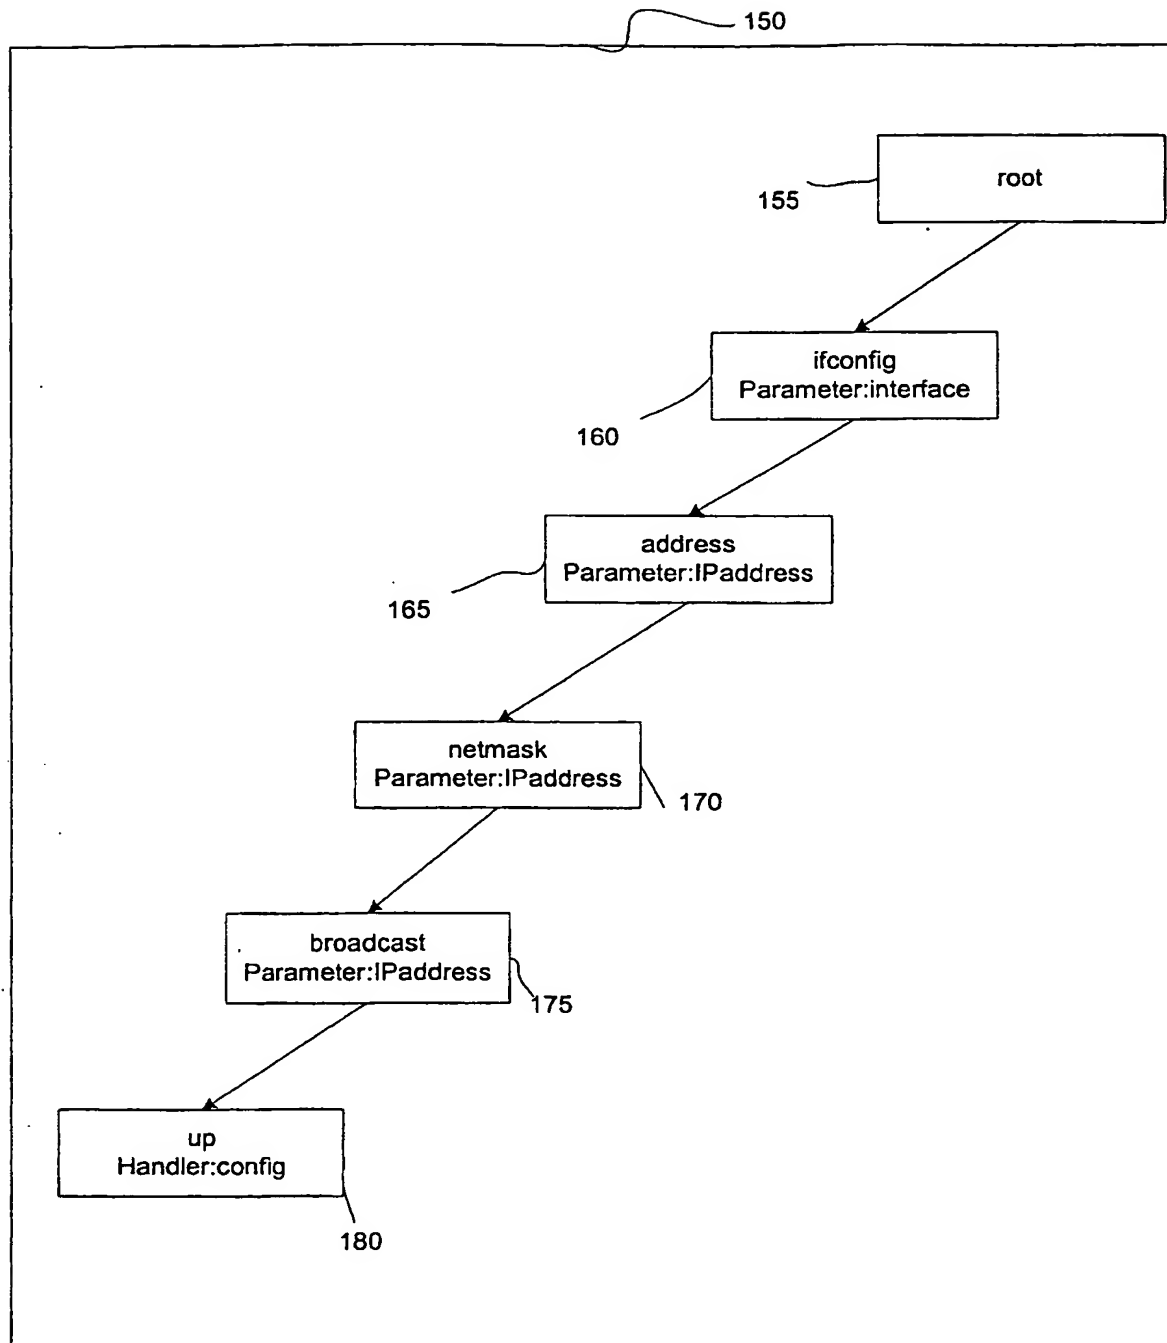 150
root
155
ifconfig
Parameter:interface
160
address
Parameter:IPaddress
165
netmask
Parameter:IPaddress
170
broadcast
Parameter:IPaddress
175
up
Handler:config
180